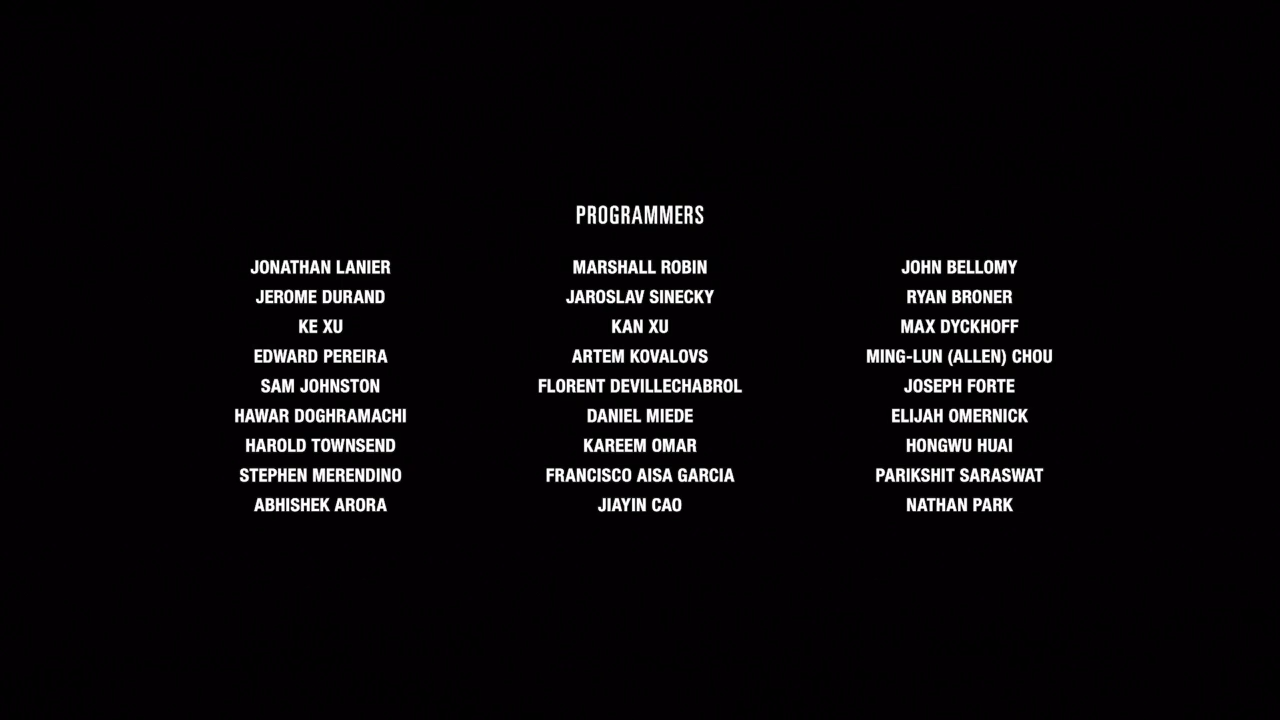 PROGRAMMERS
JONATHAN LANIER MARSHALL ROBIN JOHN BELLOMY
JEROME DURAND JAROSLAV SINECKY RYAN BRONER
KE XU KAN XU MAX DYCKHOFF
EDWARD PEREIRA ARTEM KOVALOVS MING-LUN (ALLEN) CHOU
SAM JOHNSTON FLORENT DEVILLECHABROL JOSEPH FORTE
HAWAR DOGHRAMACHI DANIEL MIEDE ELIJAH OMERNICK
HAROLD TOWNSEND KAREEM OMAR HONGWU HUAI
STEPHEN MERENDINO FRANCISCO AISA GARCIA PARIKSHIT SARASWAT
ABHISHEK ARORA JIAYIN CAO NATHAN PARK